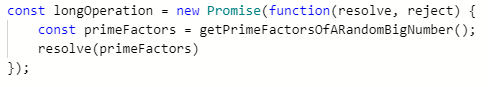 const longOperation = new Promise(function(resolve, reject) {
    const primeFactors = getPrimeFactorsOfARandomBigNumber();
    resolve(primeFactors)
});